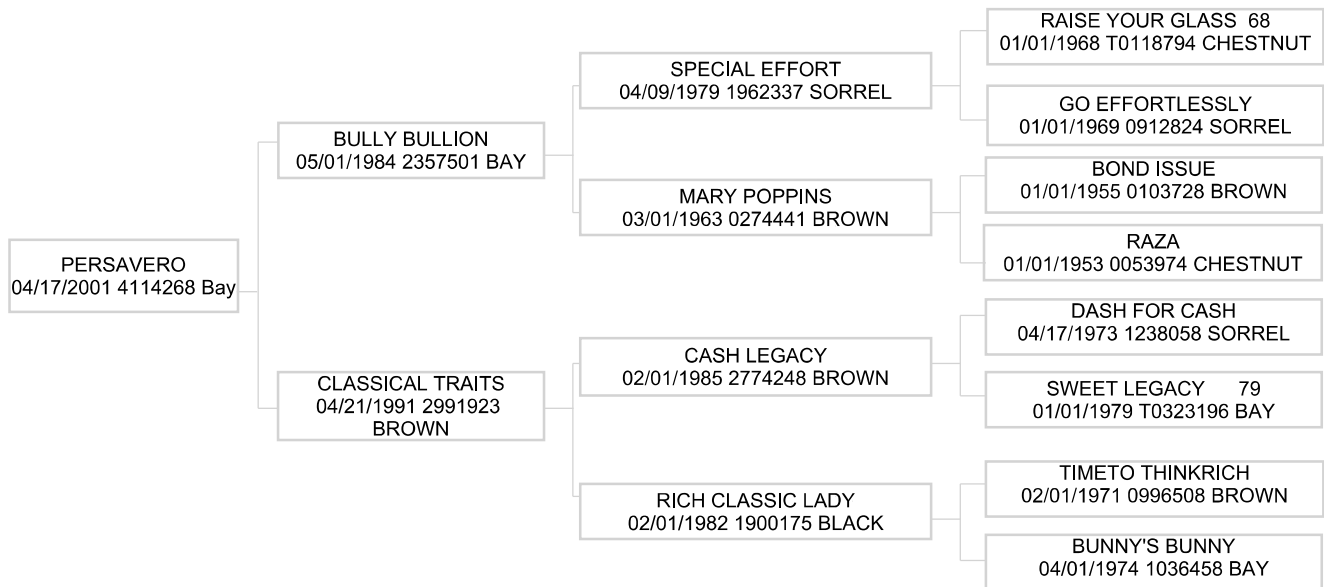 PERSAVERO
04/17/2001 4114268 Bay
BULLY BULLION
05/01/1984 2357501 BAY
CLASSICAL TRAITS
04/21/1991 2991923
BROWN
SPECIAL EFFORT
04/09/1979 1962337 SORREL
MARY POPPINS
03/01/1963 0274441 BROWN
CASH LEGACY
02/01/1985 2774248 BROWN
RICH CLASSIC LADY
02/01/1982 1900175 BLACK
RAISE YOUR GLASS 68
01/01/1968 T0118794 CHESTNUT
GO EFFORTLESSLY
01/01/1969 0912824 SORREL
BOND ISSUE
01/01/1955 0103728 BROWN
RAZA
01/01/1953 0053974 CHESTNUT
DASH FOR CASH
04/17/1973 1238058 SORREL
SWEET LEGACY 79
01/01/1979 T0323196 BAY
TIMETO THINKRICH
02/01/1971 0996508 BROWN
BUNNY'S BUNNY
04/01/1974 1036458 BAY